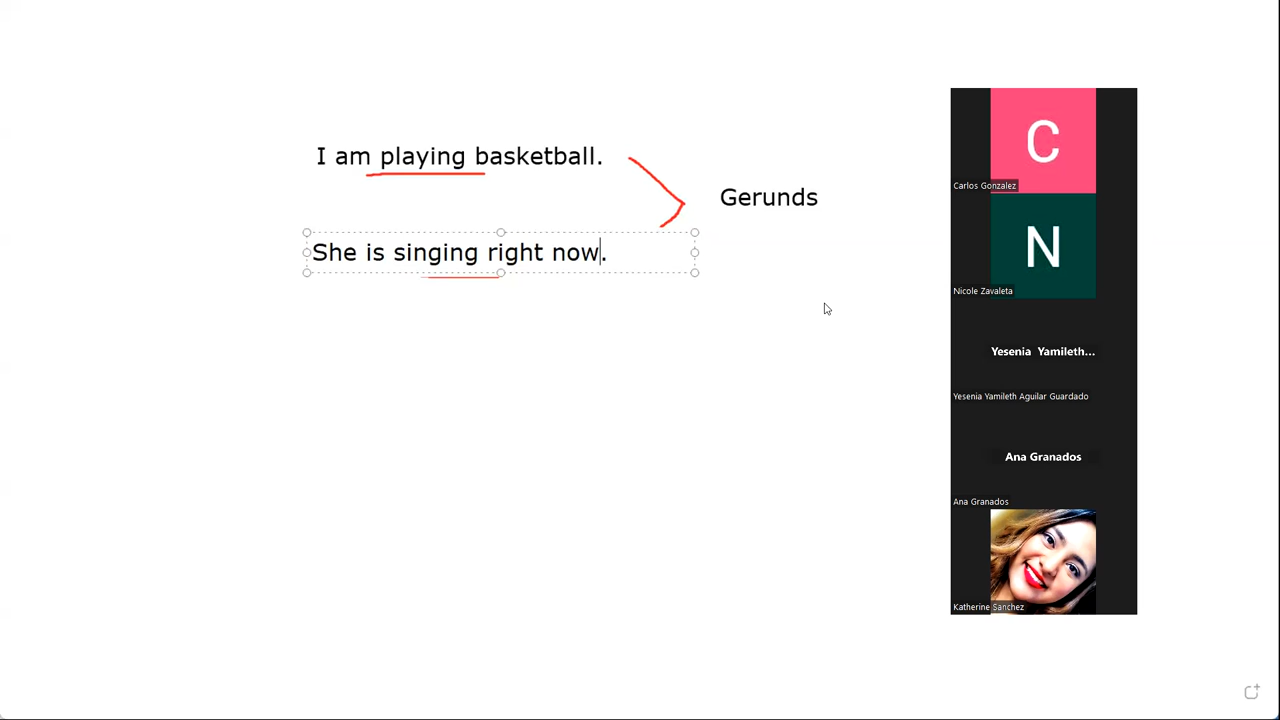 I am playing basketball.
Gerunds
She is singing right now.
C
Carlos Gonzalez
N
Nicole Zavaleta
Yesenia Yamileth...
Yesenia Yamileth Aguilar Guardado
Ana Granados
Ana Granados
Katherine Sanchez